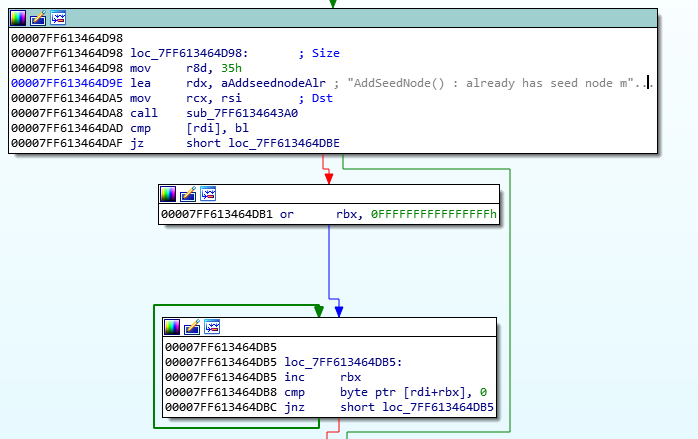 00007FF613464D98
00007FF613464D98 loc_7FF613464D98: ; Size
00007FF613464D98 mov r8d, 35h
00007FF613464D9E lea rdx, aAddseednodeAlr ; "AddSeedNode() : already has seed node m"...
00007FF613464DA5 mov rcx, rsi ; Dst
00007FF613464DA8 call sub_7FF6134643A0
00007FF613464DAD cmp [rdi], bl
00007FF613464DAF jz short loc_7FF613464DBE
00007FF613464DB1 or rbx, 0FFFFFFFFFFFFFFFFh
00007FF613464DB5
00007FF613464DB5 loc_7FF613464DB5:
00007FF613464DB5 inc rbx
00007FF613464DB8 cmp byte ptr [rdi+rbx], 0
00007FF613464DBC jnz short loc_7FF613464DB5